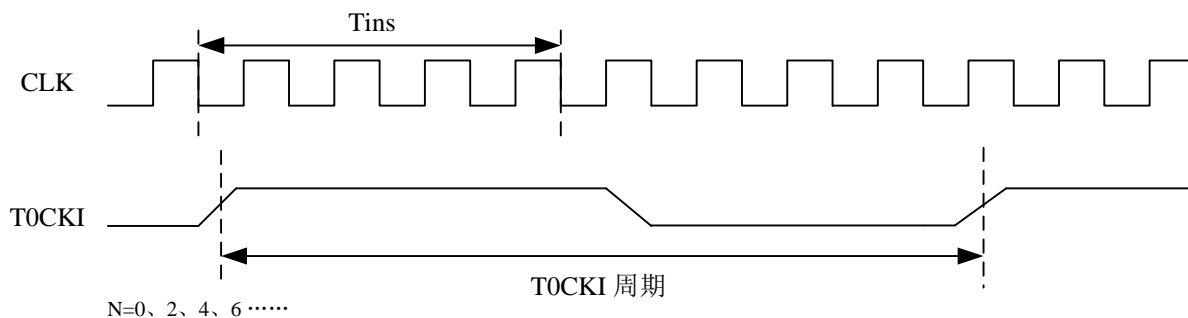 Tins
CLK
T0CKI
T0CKI 周期
N=0、2、4、6 ……